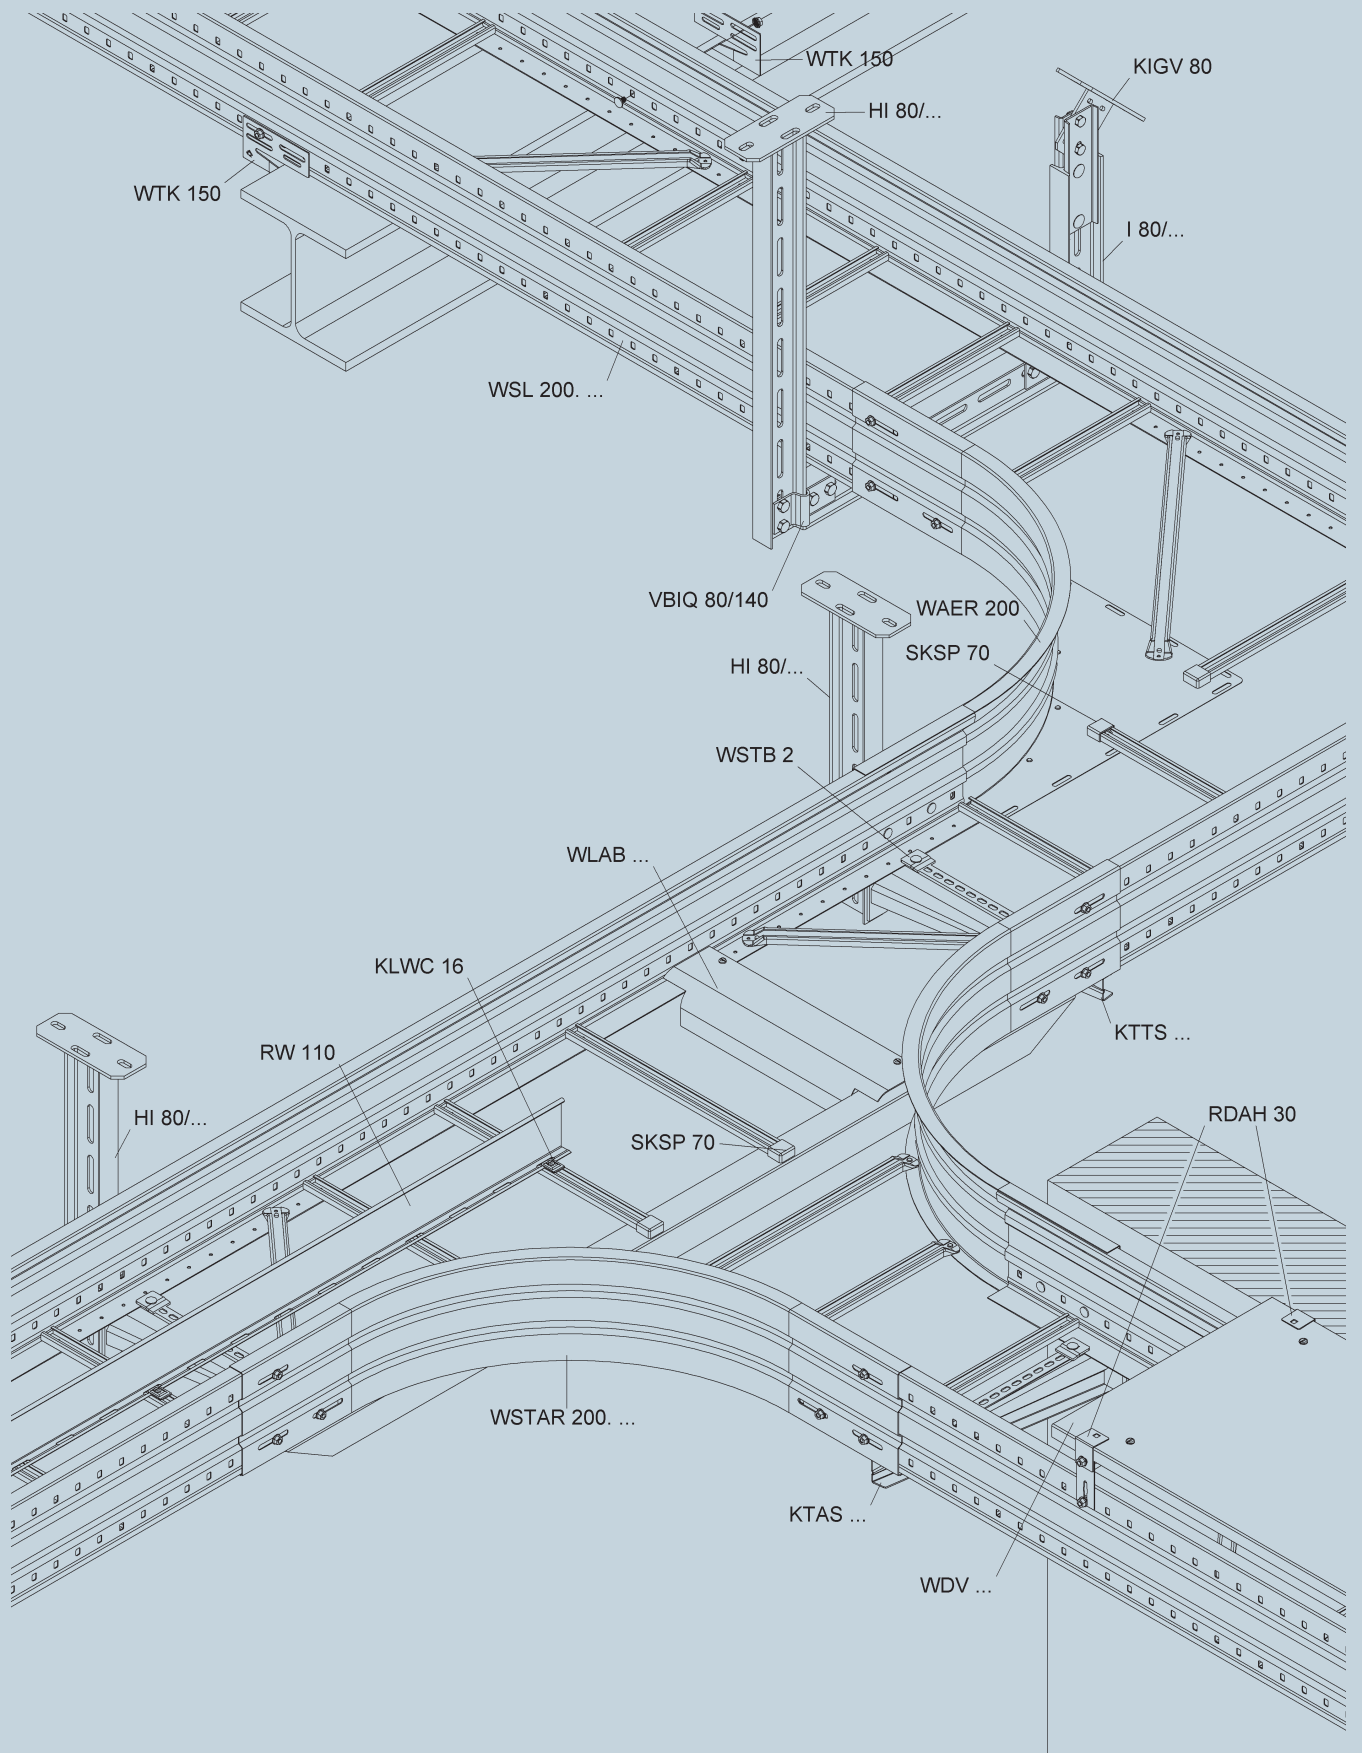 WTK 150
KIGV 80
HI 80/...
WTK 150
I 80/...
WSL 200. ...
VBIQ 80/140
WAER 200
SKSP 70
HI 80/...
WSTB 2
WLAB ...
KLWC 16
KTTS ...
RW 110
HI 80/...
RDAH 30
SKSP 70
WSTAR 200. ...
KTAS ...
WDV ...